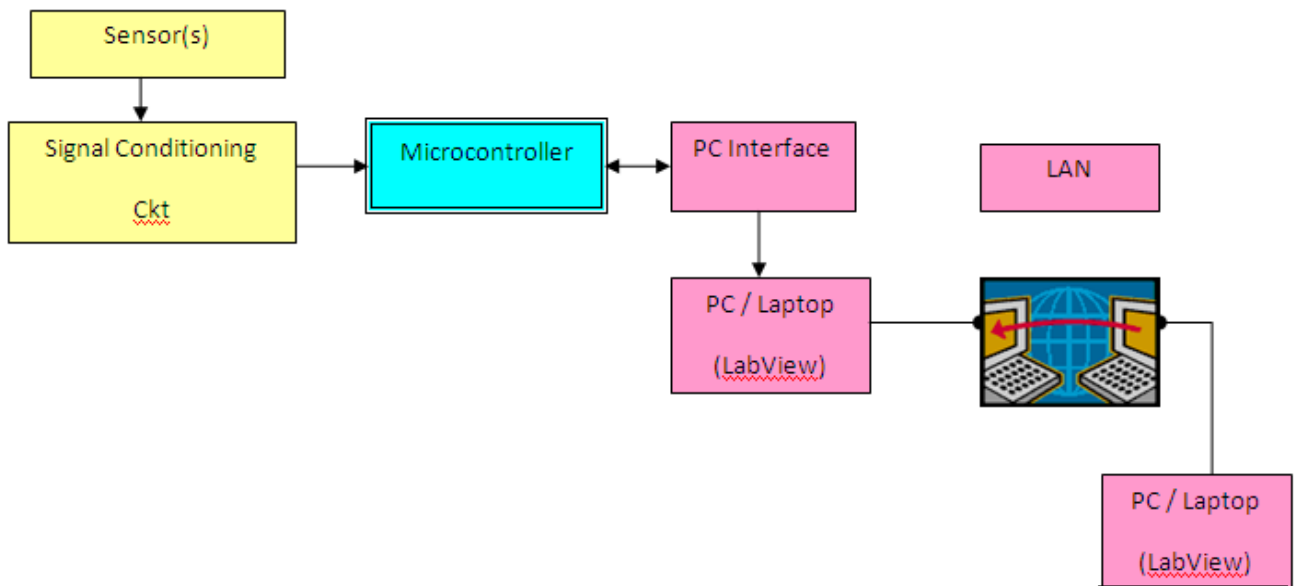 Sensor(s)
Signal Conditioning
Ckt
Microcontroller
PC Interface
LAN
PC / Laptop
(LabView)
PC / Laptop
(LabView)